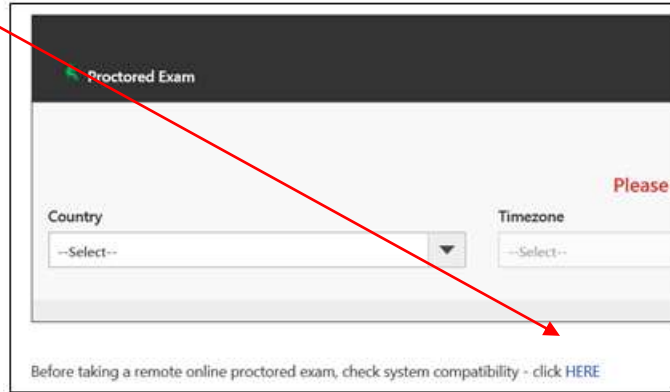 Proctored Exam
Please
Country
Timezone
--Select--
--Select--
Before taking a remote online proctored exam, check system compatibility - click HERE